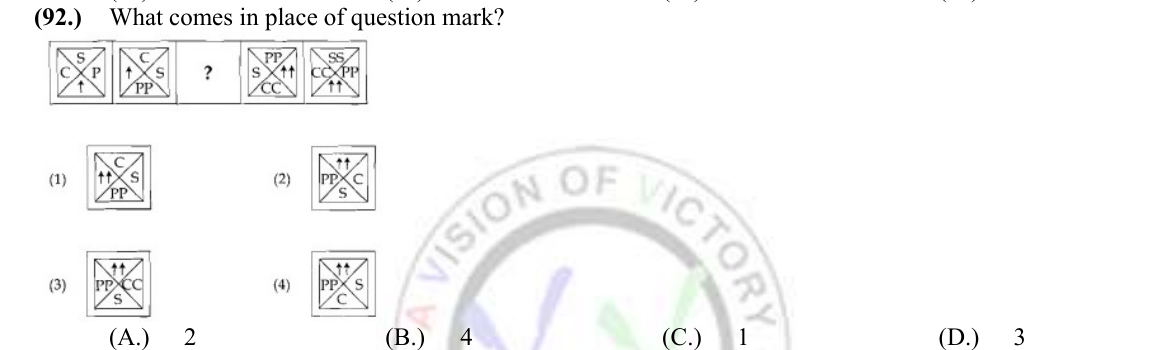 (92.) What comes in place of question mark?
S C PP SS
C P ↑ S ? S ↑↑ CC PP
↑ PP CC ↑↑
C ↑↑
(1) ↑↑ S (2) PP C
PP S
↑↑ ↑↑
(3) PP CC (4) PP S
S C
A VISION OF VICTORY
(A.) 2 (B.) 4 (C.) 1 (D.) 3